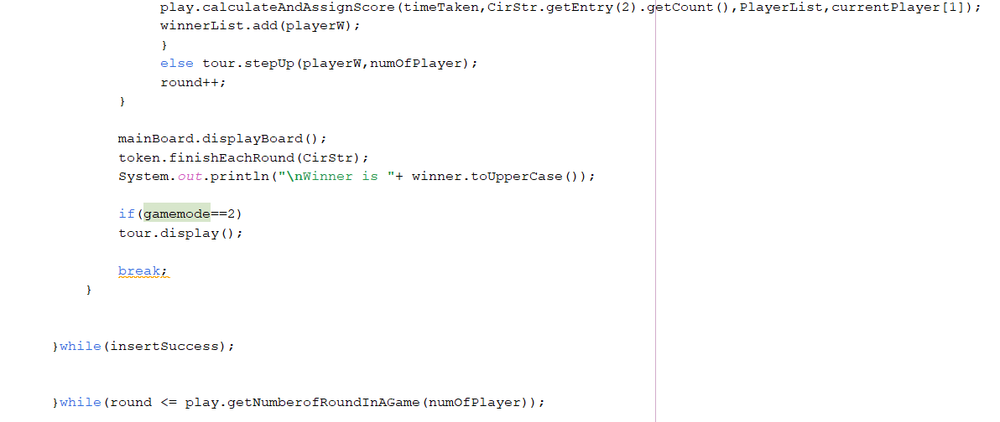 play.calculateAndAssignScore(timeTaken,CirStr.getEntry(2).getCount(),PlayerList,currentPlayer[1]);
winnerList.add(playerW);
}
else tour.stepUp(playerW,numOfPlayer);
round++;
}
mainBoard.displayBoard();
token.finishEachRound(CirStr);
System.out.println("\nWinner is "+ winner.toUpperCase());
if(gamemode==2)
tour.display();
break;
}
}while(insertSuccess);
}while(round <= play.getNumberofRoundInAGame(numOfPlayer));